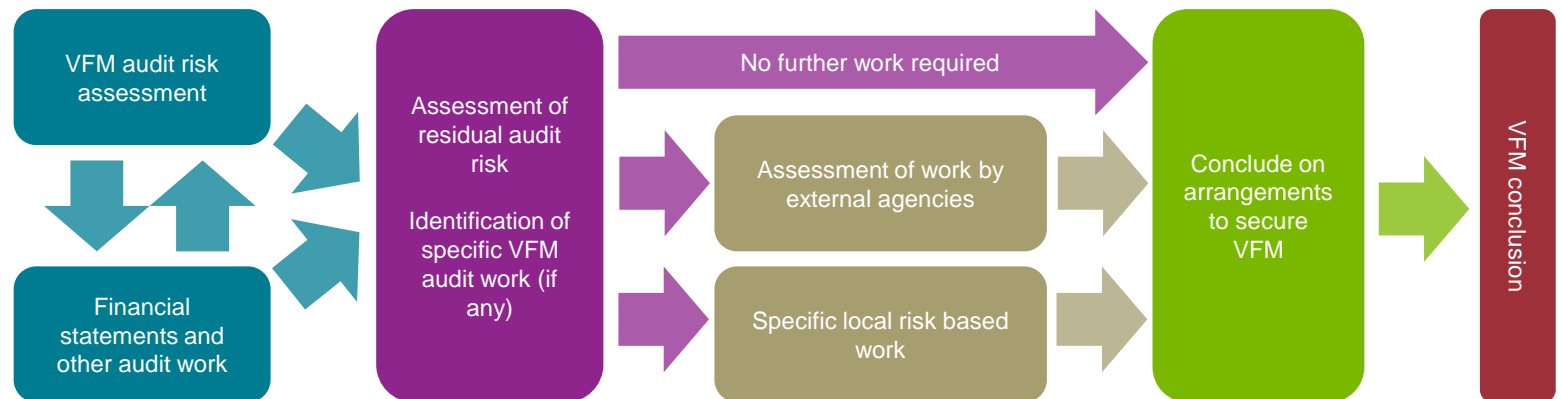 VFM audit risk
assessment
Financial
statements and
other audit work
Assessment of
residual audit
risk
Identification of
specific VFM
audit work (if
any)
No further work required
Assessment of work by
external agencies
Specific local risk based
work
Conclude on
arrangements
to secure
VFM
VFM conclusion